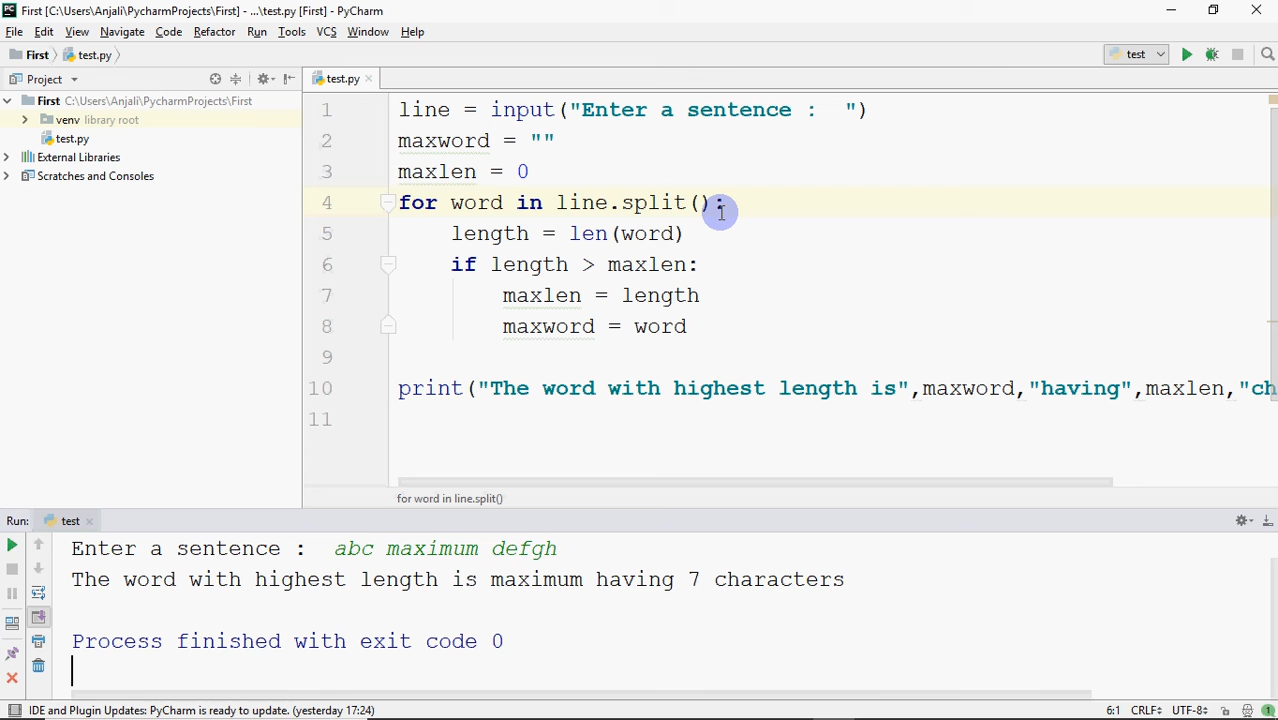 First [C:\Users\Anjali\PycharmProjects\First] - ...\test.py [First] - PyCharm
File Edit View Navigate Code Refactor Run Tools VCS Window Help
First test.py test
Project test.py
First C:\Users\Anjali\PycharmProjects\First
venv library root
test.py
External Libraries
Scratches and Consoles
1 line = input("Enter a sentence :  ")
2 maxword = ""
3 maxlen = 0
4 for word in line.split():
5 length = len(word)
6 if length > maxlen:
7 maxlen = length
8 maxword = word
9
10 print("The word with highest length is",maxword,"having",maxlen,"ch
11
for word in line.split()
Run: test
Enter a sentence :  abc maximum defgh
The word with highest length is maximum having 7 characters
Process finished with exit code 0
IDE and Plugin Updates: PyCharm is ready to update. (yesterday 17:24) 6:1 CRLF UTF-8 1